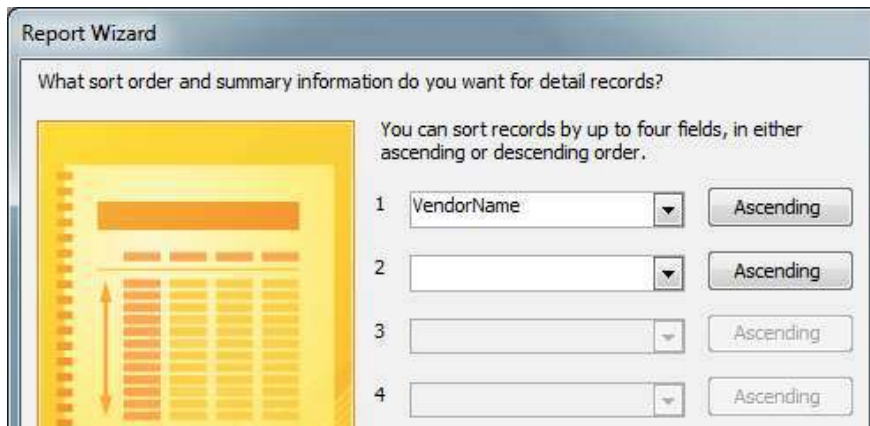 Report Wizard
What sort order and summary information do you want for detail records?
You can sort records by up to four fields, in either
ascending or descending order.
1 VendorName Ascending
2 Ascending
3 Ascending
4 Ascending